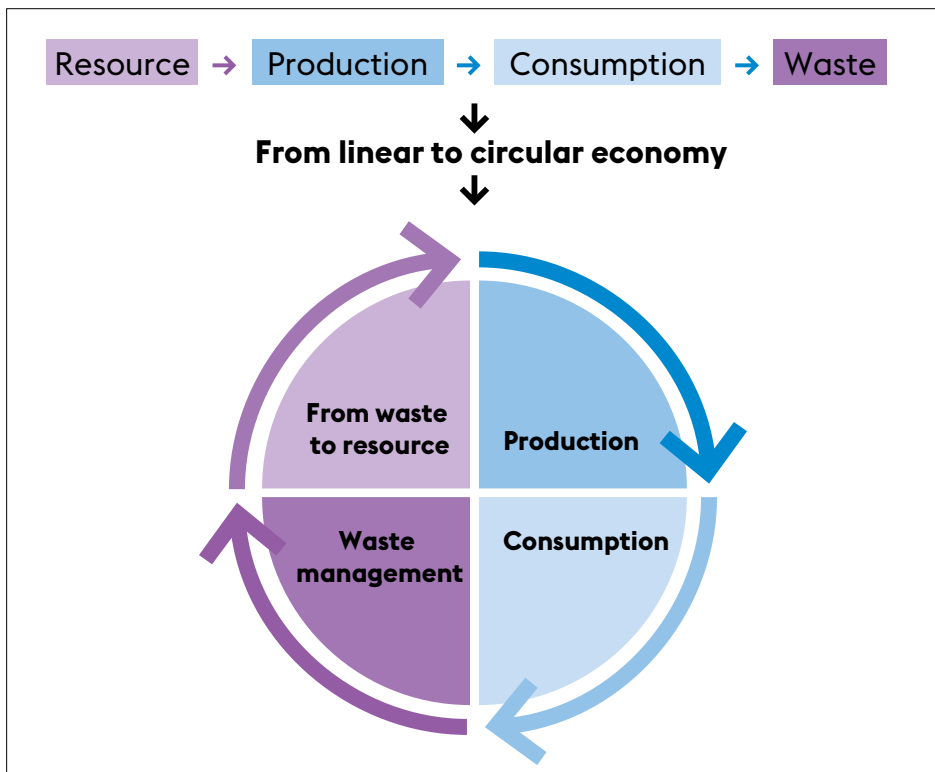 Resource → Production → Consumption → Waste
From linear to circular economy
From waste
to resource
Production
Waste
management
Consumption